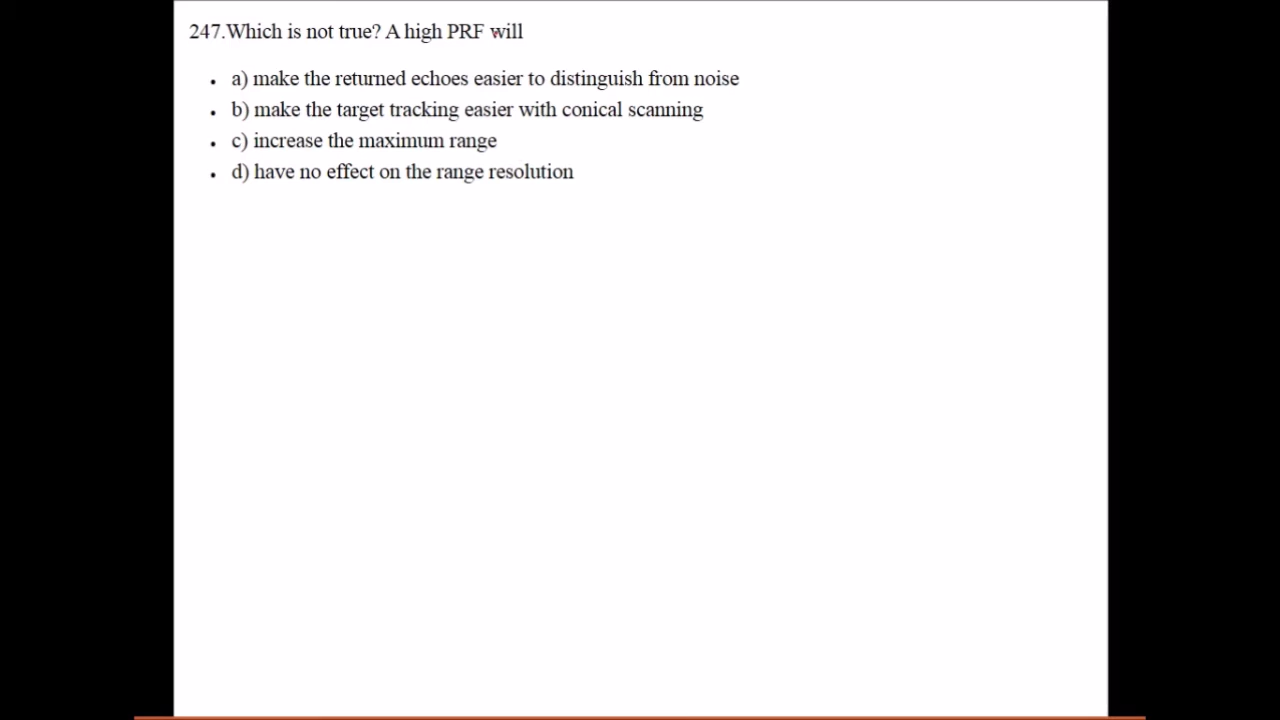 247.Which is not true? A high PRF will
• a) make the returned echoes easier to distinguish from noise
• b) make the target tracking easier with conical scanning
• c) increase the maximum range
• d) have no effect on the range resolution